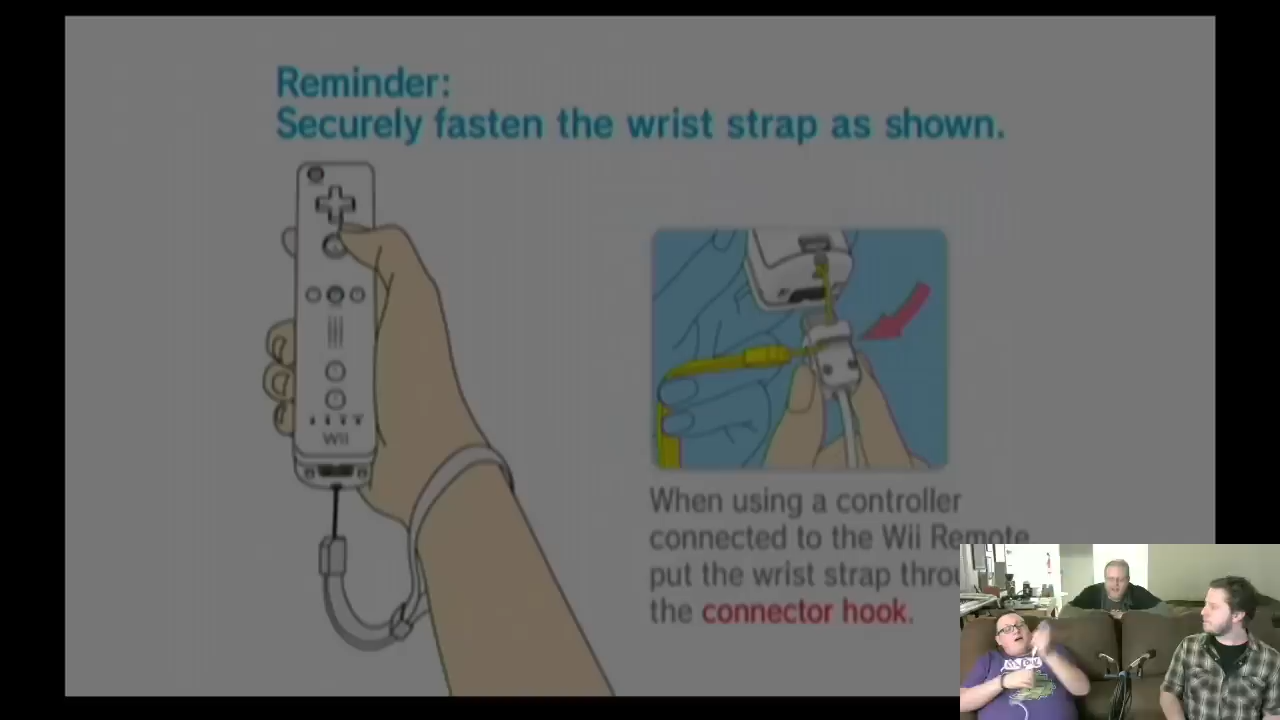 Reminder:
Securely fasten the wrist strap as shown.
Wii
When using a controller
connected to the Wii Remote
put the wrist strap
the connector hook.